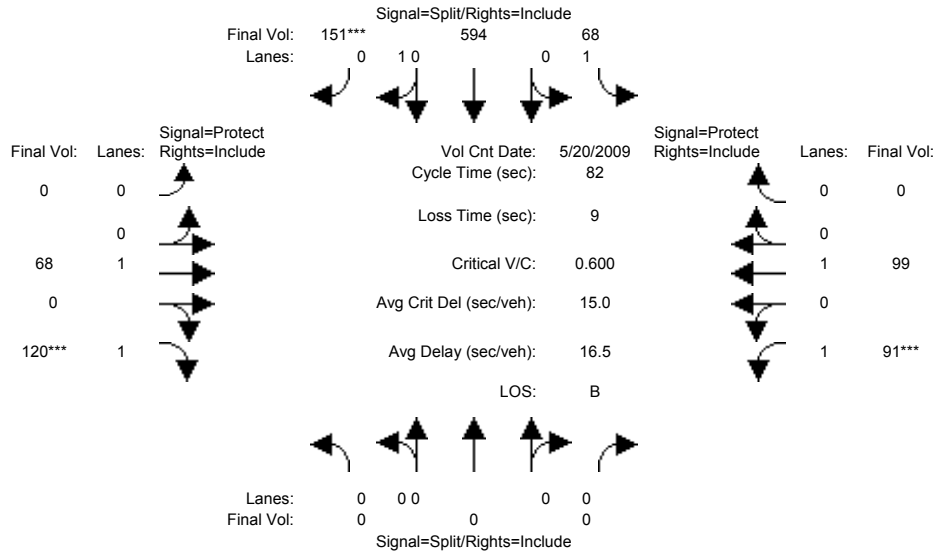 Signal=Split/Rights=Include
Final Vol: 151*** 594 68
Lanes: 0 1 0 0 1
Signal=Protect Signal=Protect
Final Vol: Lanes: Rights=Include Vol Cnt Date: 5/20/2009 Rights=Include Lanes: Final Vol:
Cycle Time (sec): 82
0 0 0 0
Loss Time (sec): 9
0 0
68 1 Critical V/C: 0.600 1 99
0 Avg Crit Del (sec/veh): 15.0 0
120*** 1 Avg Delay (sec/veh): 16.5 1 91***
LOS: B
Lanes: 0 0 0 0 0
Final Vol: 0 0 0
Signal=Split/Rights=Include